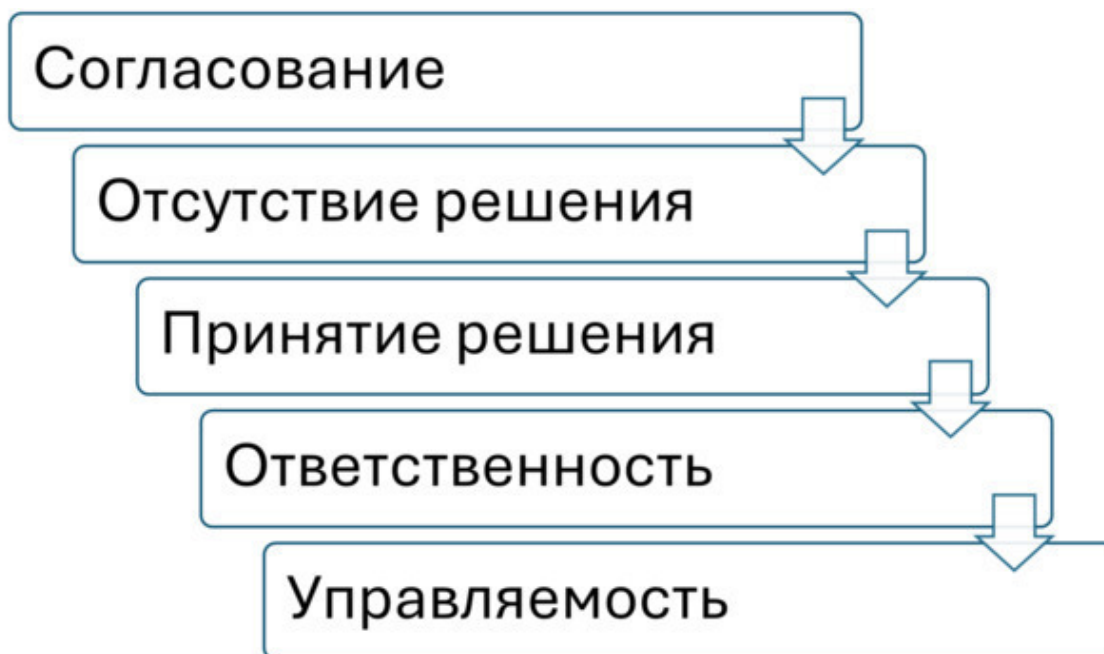 Согласование
Отсутствие решения
Принятие решения
Ответственность
Управляемость